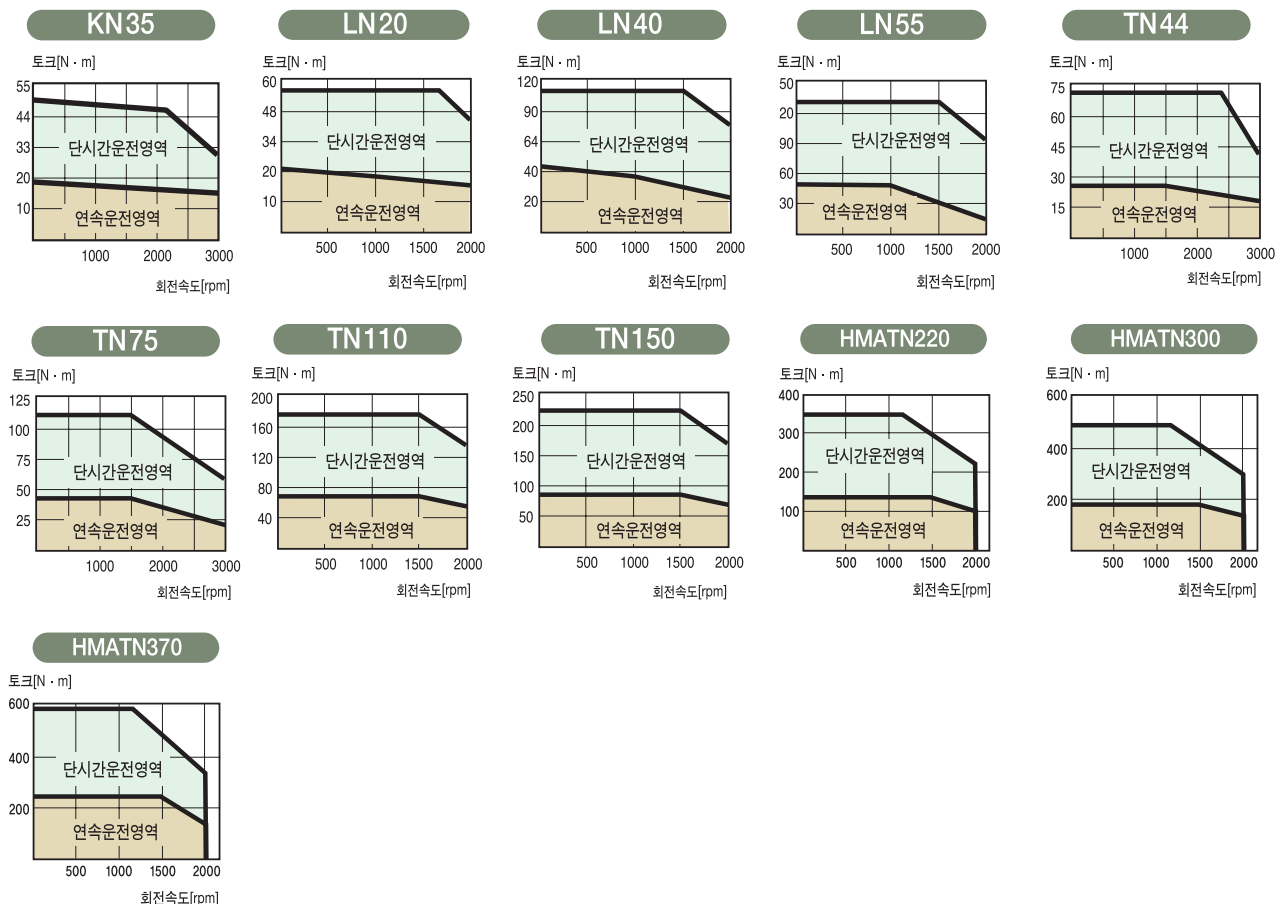 KN35
토크[N · m]
55
44
33
20
10
단시간운전영역
연속운전영역
1000 2000 3000
회전속도[rpm]
LN20
토크[N · m]
60
48
34
20
10
단시간운전영역
연속운전영역
500 1000 1500 2000
회전속도[rpm]
LN40
토크[N · m]
120
90
64
40
20
단시간운전영역
연속운전영역
500 1000 1500 2000
회전속도[rpm]
LN55
토크[N · m]
50
20
90
60
30
단시간운전영역
연속운전영역
500 1000 1500 2000
회전속도[rpm]
TN44
토크[N · m]
75
60
45
30
15
단시간운전영역
연속운전영역
1000 2000 3000
회전속도[rpm]
TN75
토크[N · m]
125
100
75
50
25
단시간운전영역
연속운전영역
1000 2000 3000
회전속도[rpm]
TN110
토크[N · m]
200
160
120
80
40
단시간운전영역
연속운전영역
500 1000 1500 2000
회전속도[rpm]
TN150
토크[N · m]
250
200
150
100
50
단시간운전영역
연속운전영역
500 1000 1500 2000
회전속도[rpm]
HMATN220
토크[N · m]
400
300
200
100
단시간운전영역
연속운전영역
500 1000 1500 2000
회전속도[rpm]
HMATN300
토크[N · m]
600
400
200
단시간운전영역
연속운전영역
500 1000 1500 2000
회전속도[rpm]
HMATN370
토크[N · m]
600
400
200
단시간운전영역
연속운전영역
500 1000 1500 2000
회전속도[rpm]